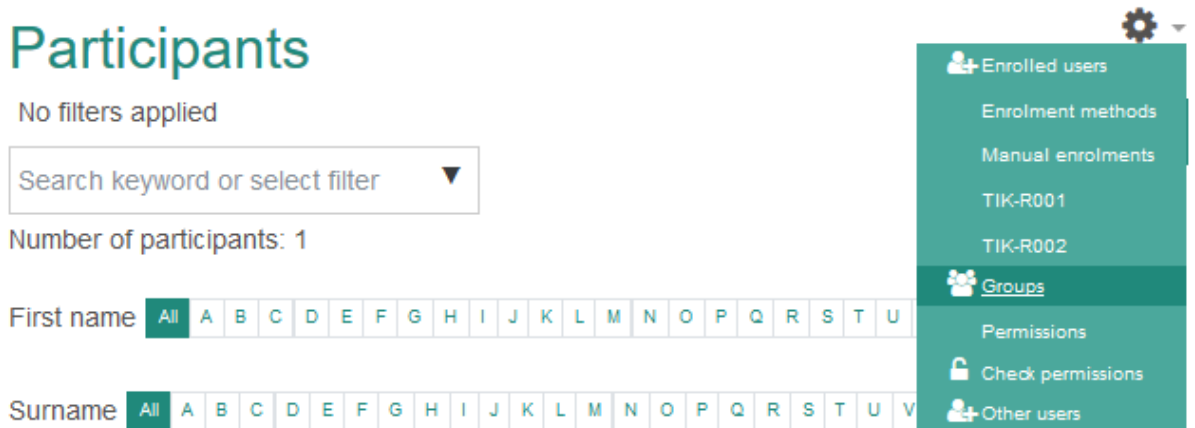 Participants
No filters applied
Search keyword or select filter
Number of participants: 1
First name All A B C D E F G H I J K L M N O P Q R S T U
Surname All A B C D E F G H I J K L M N O P Q R S T U V
Enrolled users
Enrolment methods
Manual enrolments
TIK-R001
TIK-R002
Groups
Permissions
Check permissions
Other users